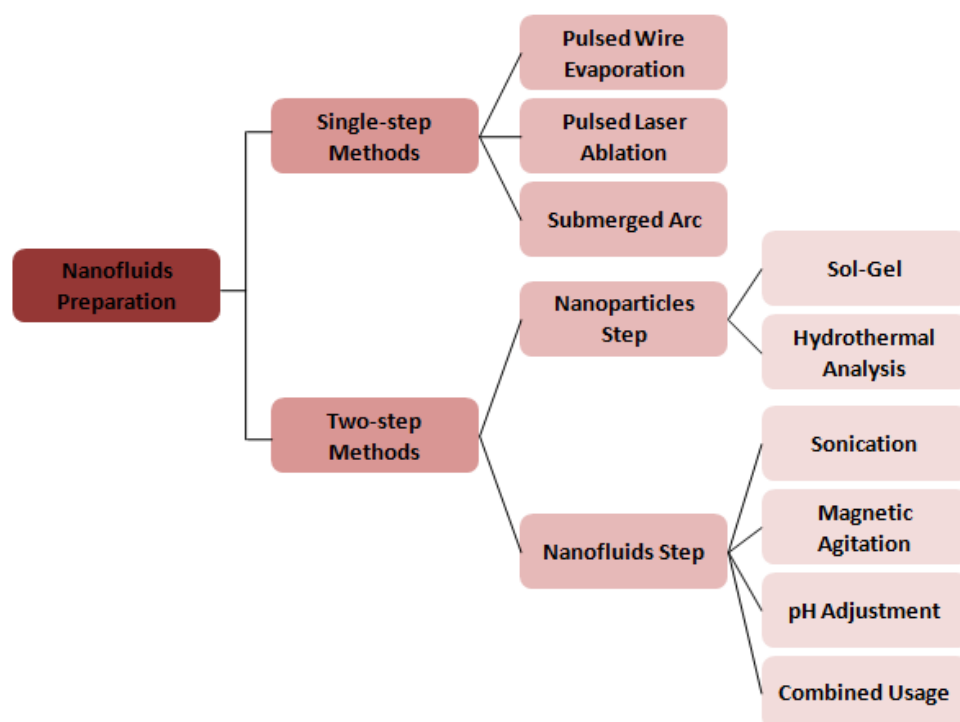 Pulsed Wire
Evaporation
Single-step
Methods
Pulsed Laser
Ablation
Submerged Arc
Nanofluids
Preparation
Sol-Gel
Nanoparticles
Step
Hydrothermal
Analysis
Two-step
Methods
Sonication
Magnetic
Agitation
Nanofluids Step
pH Adjustment
Combined Usage